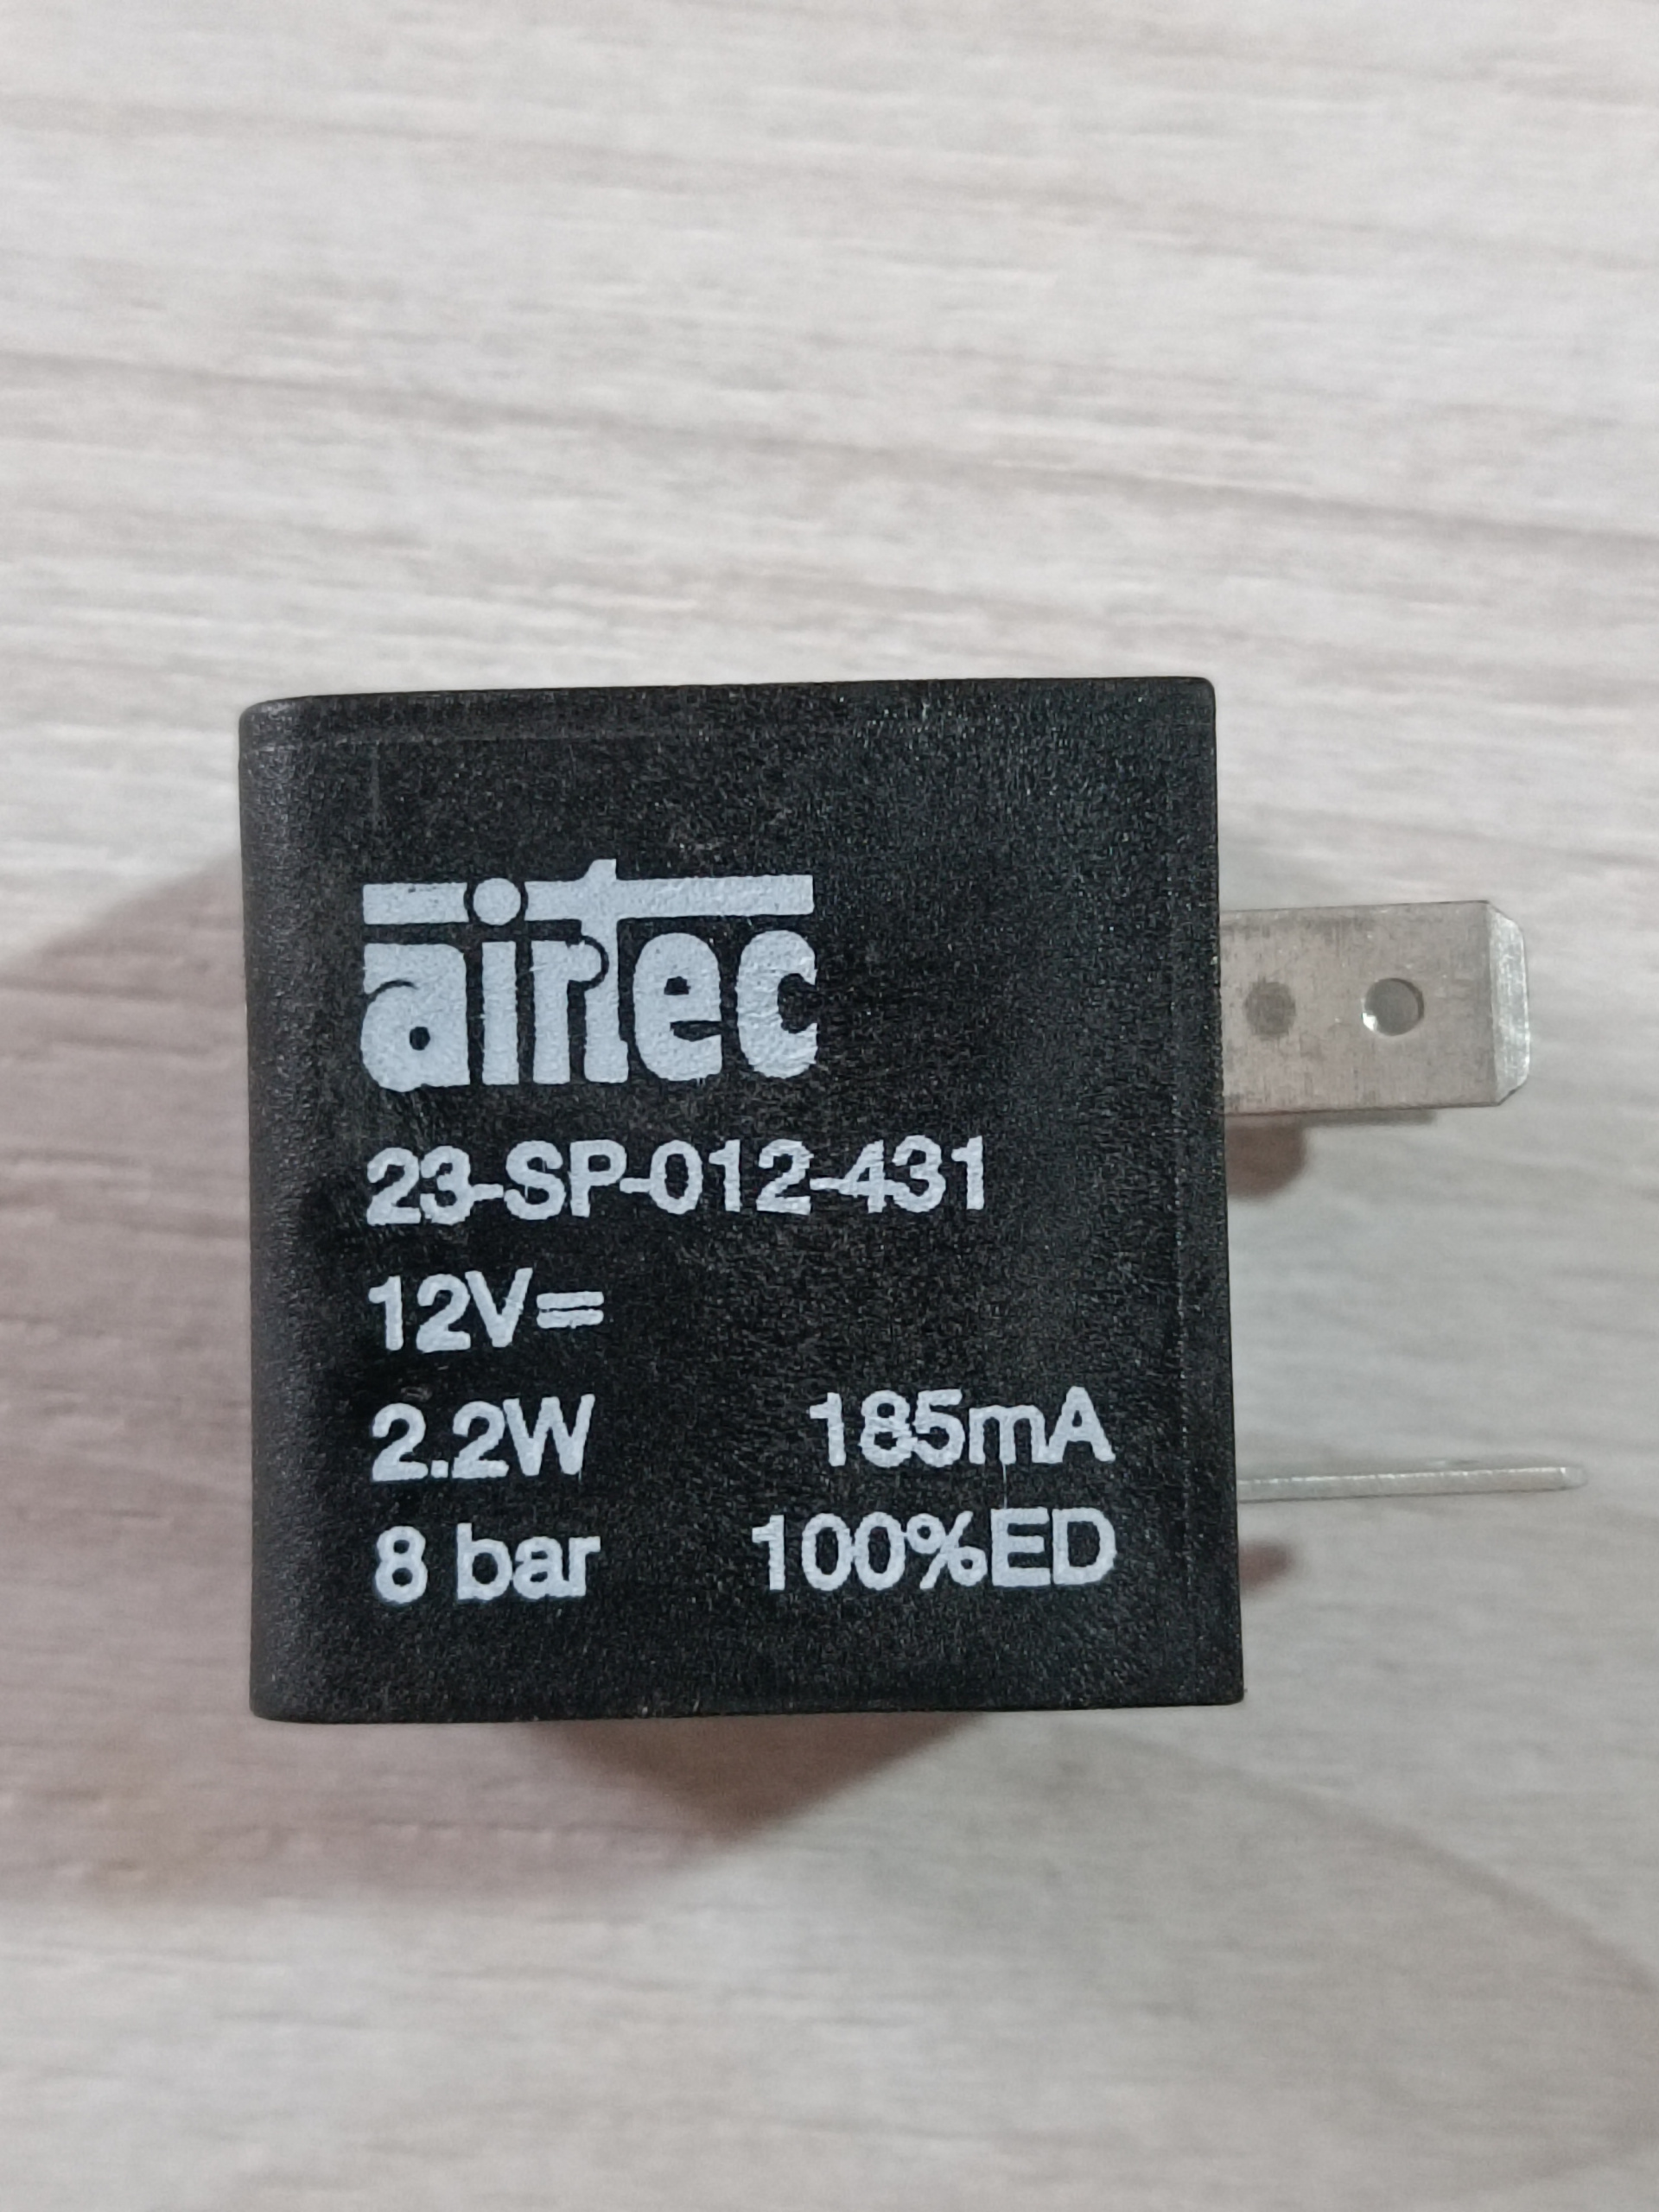 airtec
23-SP-012-431
12V=
2.2W 185mA
8 bar 100%ED